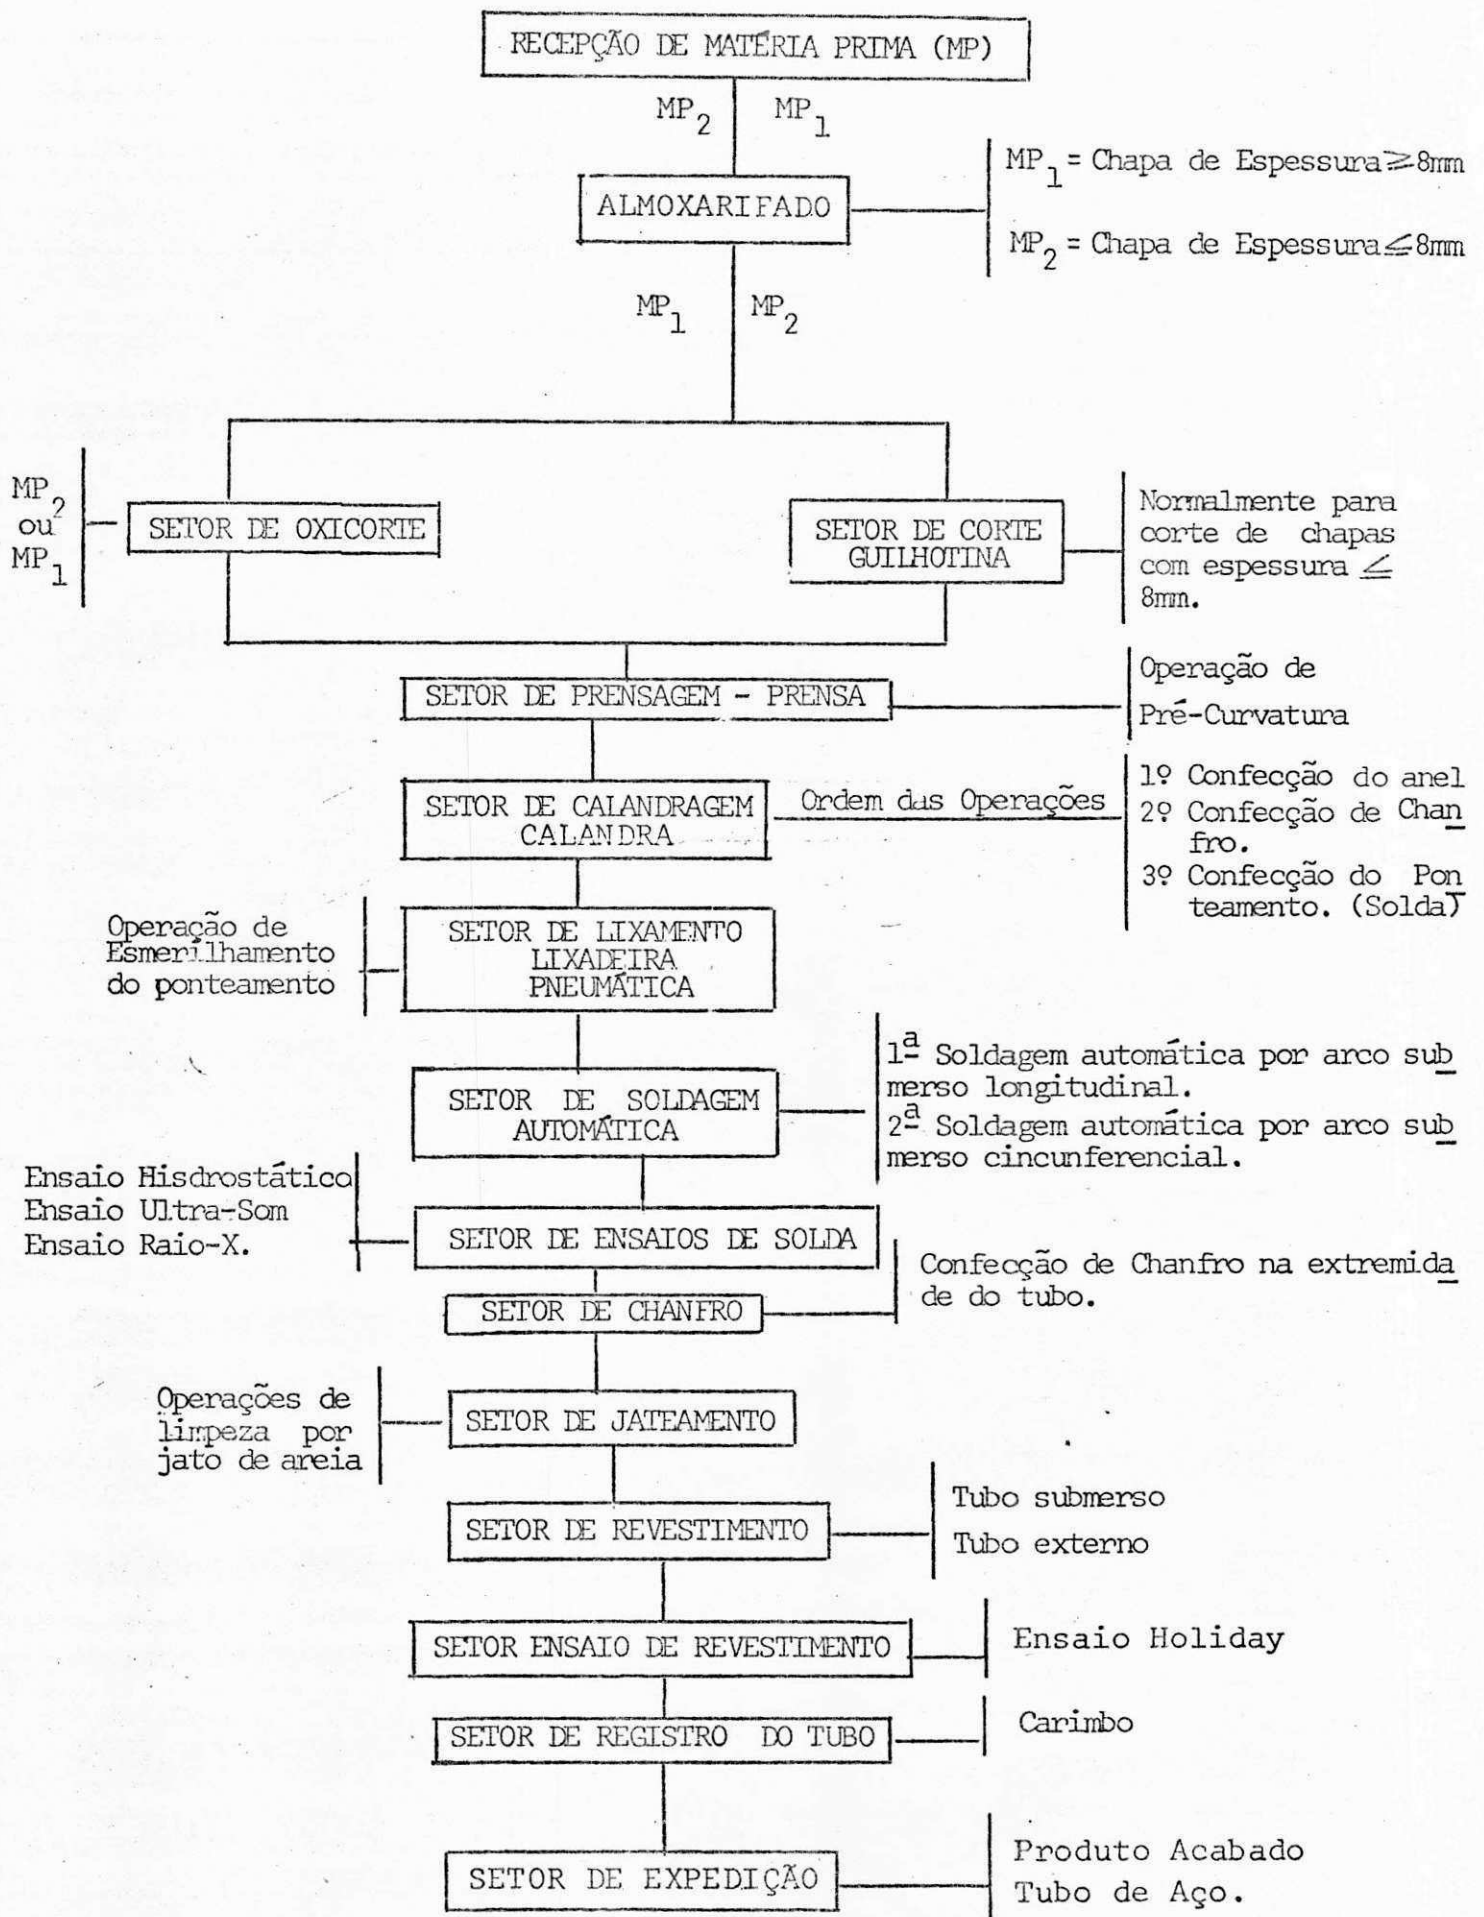 RECEPÇÃO DE MATÉRIA PRIMA (MP)
MP2 MP1
ALMOXARIFADO
MP1 = Chapa de Espessura ≥ 8mm
MP2 = Chapa de Espessura ≤ 8mm
MP1 MP2
MP2
ou
MP1
SETOR DE OXICORTE
SETOR DE CORTE
GUILHOTINA
Normalmente para
corte de chapas
com espessura ≤
8mm.
SETOR DE PRENSAGEM - PRENSA
Operação de
Pré-Curvatura
SETOR DE CALANDRAGEM
CALANDRA
Ordem das Operações
1º Confecção do anel
2º Confecção de Chan
fro.
3º Confecção do Pon
teamento. (Solda)
Operação de
Esmerilhamento
do ponteamento
SETOR DE LIXAMENTO
LIXADEIRA
PNEUMÁTICA
SETOR DE SOLDAGEM
AUTOMÁTICA
1ª Soldagem automática por arco sub
merso longitudinal.
2ª Soldagem automática por arco sub
merso cincunferencial.
Ensaio Hisdrostático
Ensaio Ultra-Som
Ensaio Raio-X.
SETOR DE ENSAIOS DE SOLDA
SETOR DE CHANFRO
Confecção de Chanfro na extremida
de do tubo.
Operações de
limpeza por
jato de areia
SETOR DE JATEAMENTO
SETOR DE REVESTIMENTO
Tubo submerso
Tubo externo
SETOR ENSAIO DE REVESTIMENTO
Ensaio Holiday
SETOR DE REGISTRO DO TUBO
Carimbo
SETOR DE EXPEDIÇÃO
Produto Acabado
Tubo de Aço.